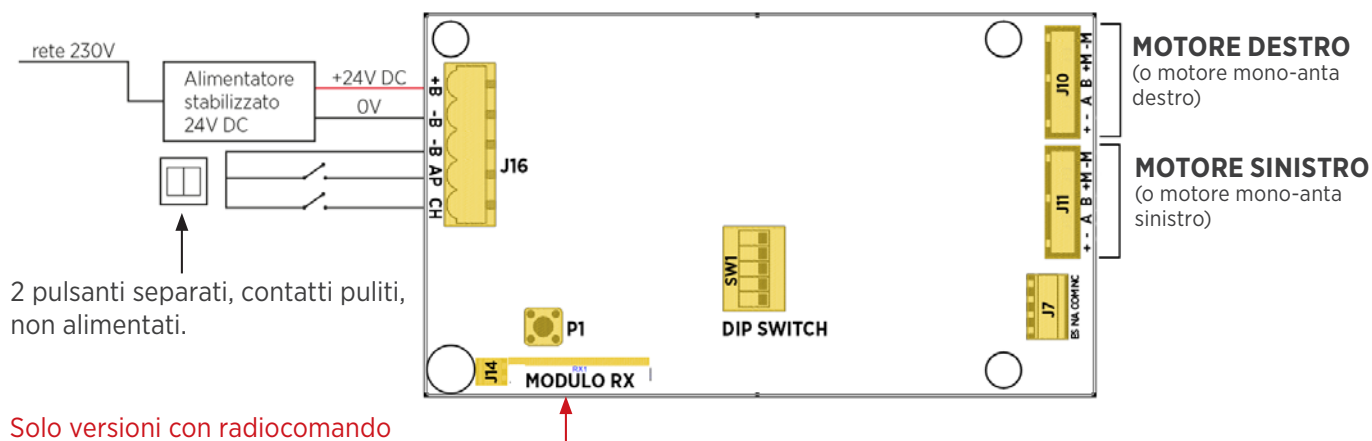 rete 230V
Alimentatore
stabilizzato
24V DC
+24V DC
0V
+B
-B
-B
AP
CH
J16
2 pulsanti separati, contatti puliti,
non alimentati.
Solo versioni con radiocomando
P1
J14
RX1
MODULO RX
SW1
DIP SWITCH
J10
+ - A B +M -M
MOTORE DESTRO
(o motore mono-anta
destro)
J11
+ - A B +M -M
MOTORE SINISTRO
(o motore mono-anta
sinistro)
J7
ES NA COM NC